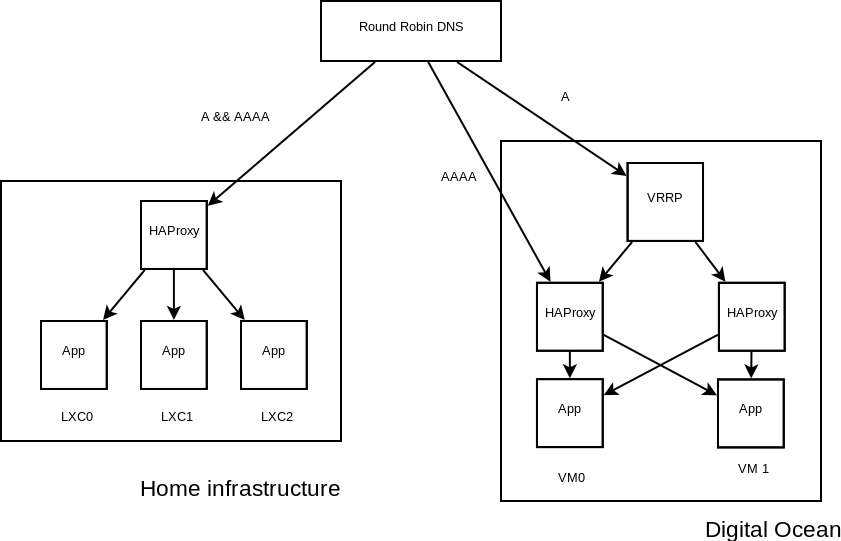 Round Robin DNS
A && AAAA
A
AAAA
VRRP
HAProxy
HAProxy
HAProxy
App
App
App
App
App
LXC0
LXC1
LXC2
VM0
VM 1
Home infrastructure
Digital Ocean